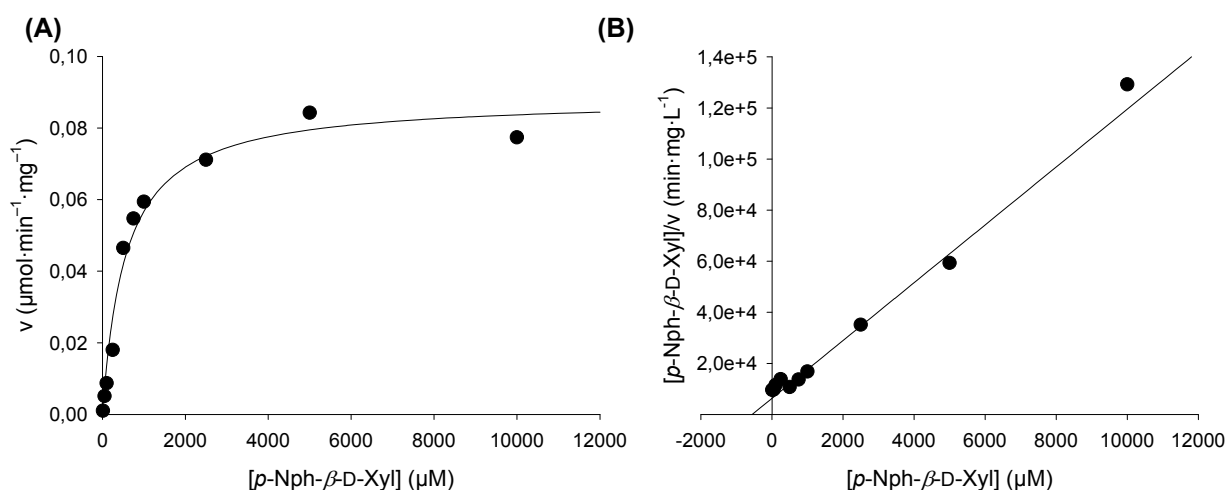 (A)
0,10
0,08
0,06
0,04
0,02
0,00
v (µmol·min⁻¹·mg⁻¹)
0 2000 4000 6000 8000 10000 12000
[p-Nph-β-D-Xyl] (µM)
(B)
1,4e+5
1,2e+5
1,0e+5
8,0e+4
6,0e+4
4,0e+4
2,0e+4
[p-Nph-β-D-Xyl]/v (min·mg·L⁻¹)
-2000 0 2000 4000 6000 8000 10000 12000
[p-Nph-β-D-Xyl] (µM)